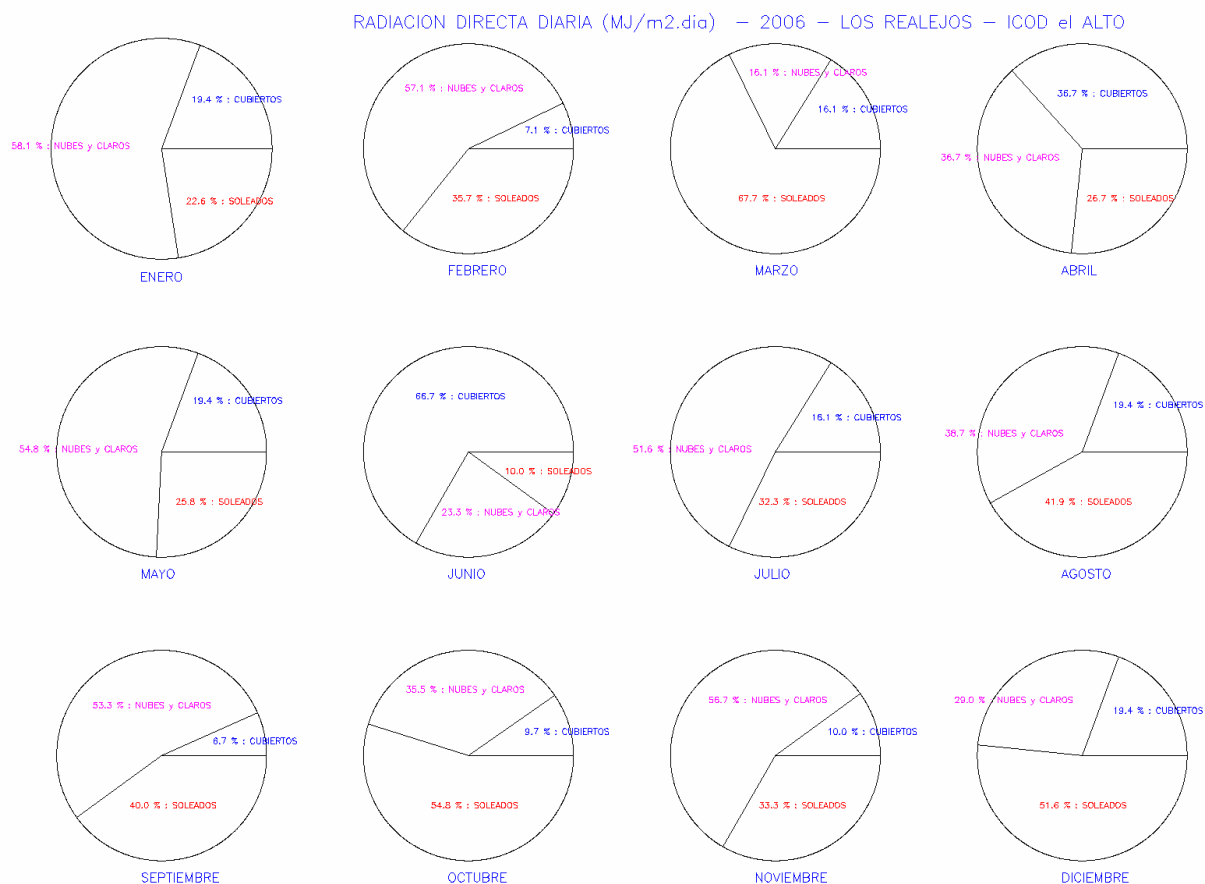 RADIACION DIRECTA DIARIA (MJ/m2.dia) - 2006 - LOS REALEJOS - ICOD el ALTO
19.4 % : CUBIERTOS
58.1 % : NUBES y CLAROS
22.6 % : SOLEADOS
ENERO
57.1 % : NUBES y CLAROS
7.1 % : CUBIERTOS
35.7 % : SOLEADOS
FEBRERO
16.1 % : NUBES y CLAROS
16.1 % : CUBIERTOS
67.7 % : SOLEADOS
MARZO
36.7 % : CUBIERTOS
36.7 % : NUBES y CLAROS
26.7 % : SOLEADOS
ABRIL
19.4 % : CUBIERTOS
54.8 % : NUBES y CLAROS
25.8 % : SOLEADOS
MAYO
66.7 % : CUBIERTOS
10.0 % : SOLEADOS
23.3 % : NUBES y CLAROS
JUNIO
16.1 % : CUBIERTOS
51.6 % : NUBES y CLAROS
32.3 % : SOLEADOS
JULIO
19.4 % : CUBIERTOS
38.7 % : NUBES y CLAROS
41.9 % : SOLEADOS
AGOSTO
53.3 % : NUBES y CLAROS
6.7 % : CUBIERTOS
40.0 % : SOLEADOS
SEPTIEMBRE
35.5 % : NUBES y CLAROS
9.7 % : CUBIERTOS
54.8 % : SOLEADOS
OCTUBRE
56.7 % : NUBES y CLAROS
10.0 % : CUBIERTOS
33.3 % : SOLEADOS
NOVIEMBRE
29.0 % : NUBES y CLAROS
19.4 % : CUBIERTOS
51.6 % : SOLEADOS
DICIEMBRE